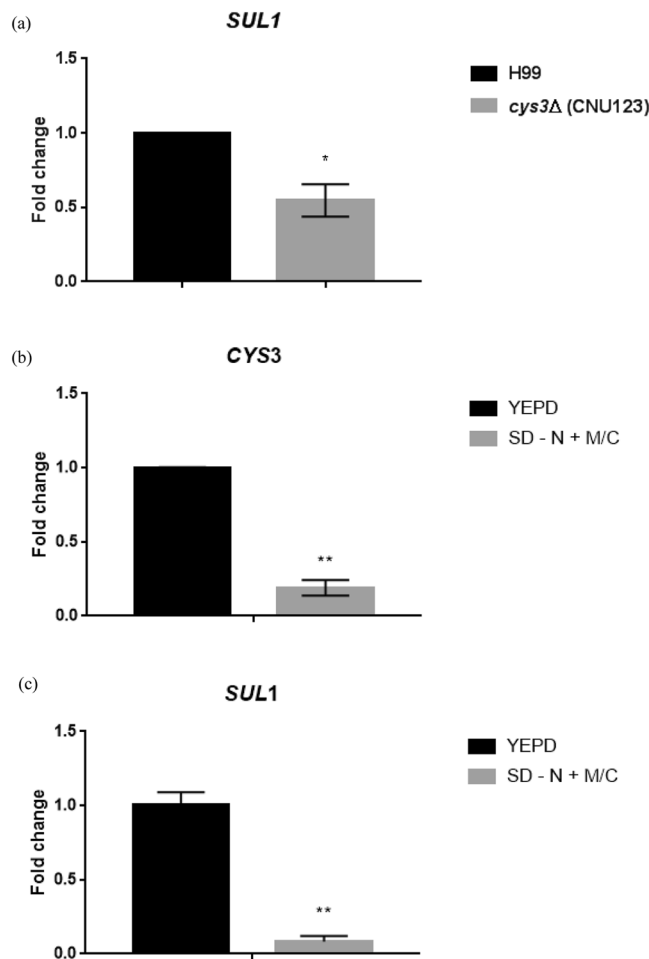 (a)
SUL1
1.5
1.0
0.5
0.0
Fold change
*
H99
cys3Δ (CNU123)
(b)
CYS3
1.5
1.0
0.5
0.0
Fold change
**
YEPD
SD - N + M/C
(c)
SUL1
1.5
1.0
0.5
0.0
Fold change
**
YEPD
SD - N + M/C